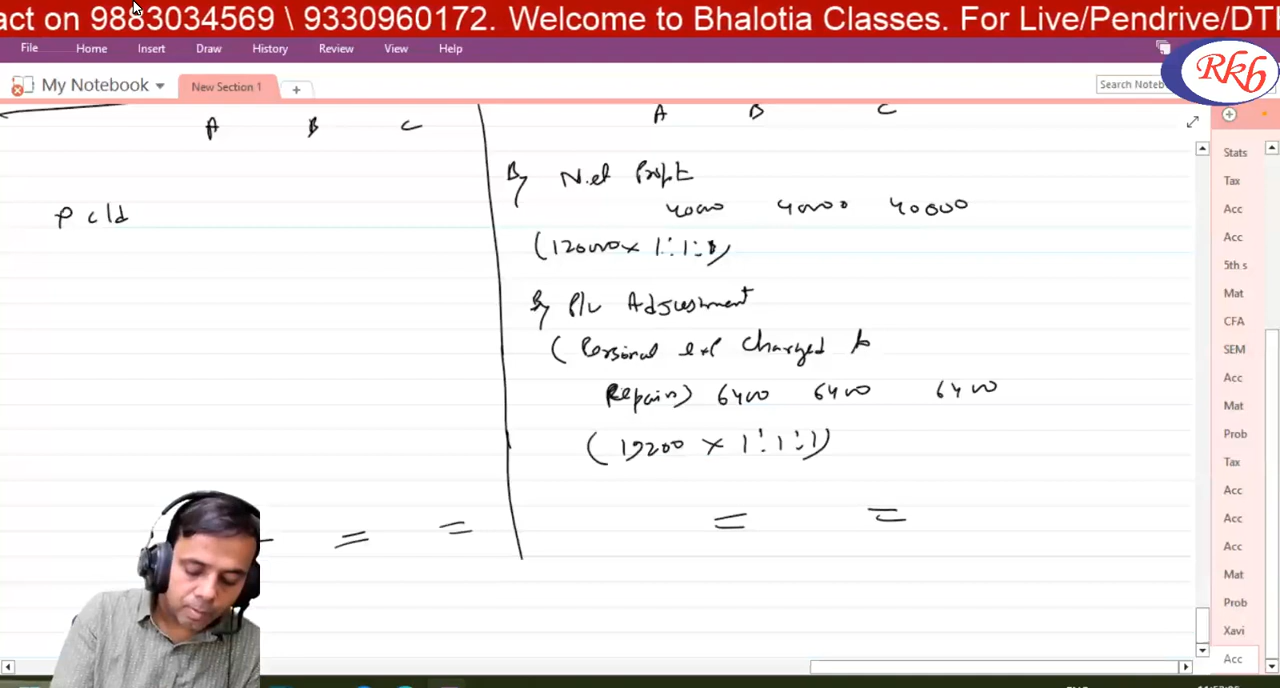 act on 9883034569 \ 9330960172. Welcome to Bhalotia Classes. For Live/Pendrive/DTI
File Home Insert Draw History Review View Help
Rkb
My Notebook New Section 1 + Search Noteb
A B C A B C
By Net Profit
P c/d 40000 40000 40000
(120000 x 1:1:1)
By P/L Adjustment
(Personal exp charged to
Repairs) 6400 6400 6400
(19200 x 1:1:1)
Stats
Tax
Acc
Acc
5th s
Mat
CFA
SEM
Acc
Mat
Prob
Tax
Acc
Acc
Acc
Mat
Prob
Xavi
Acc